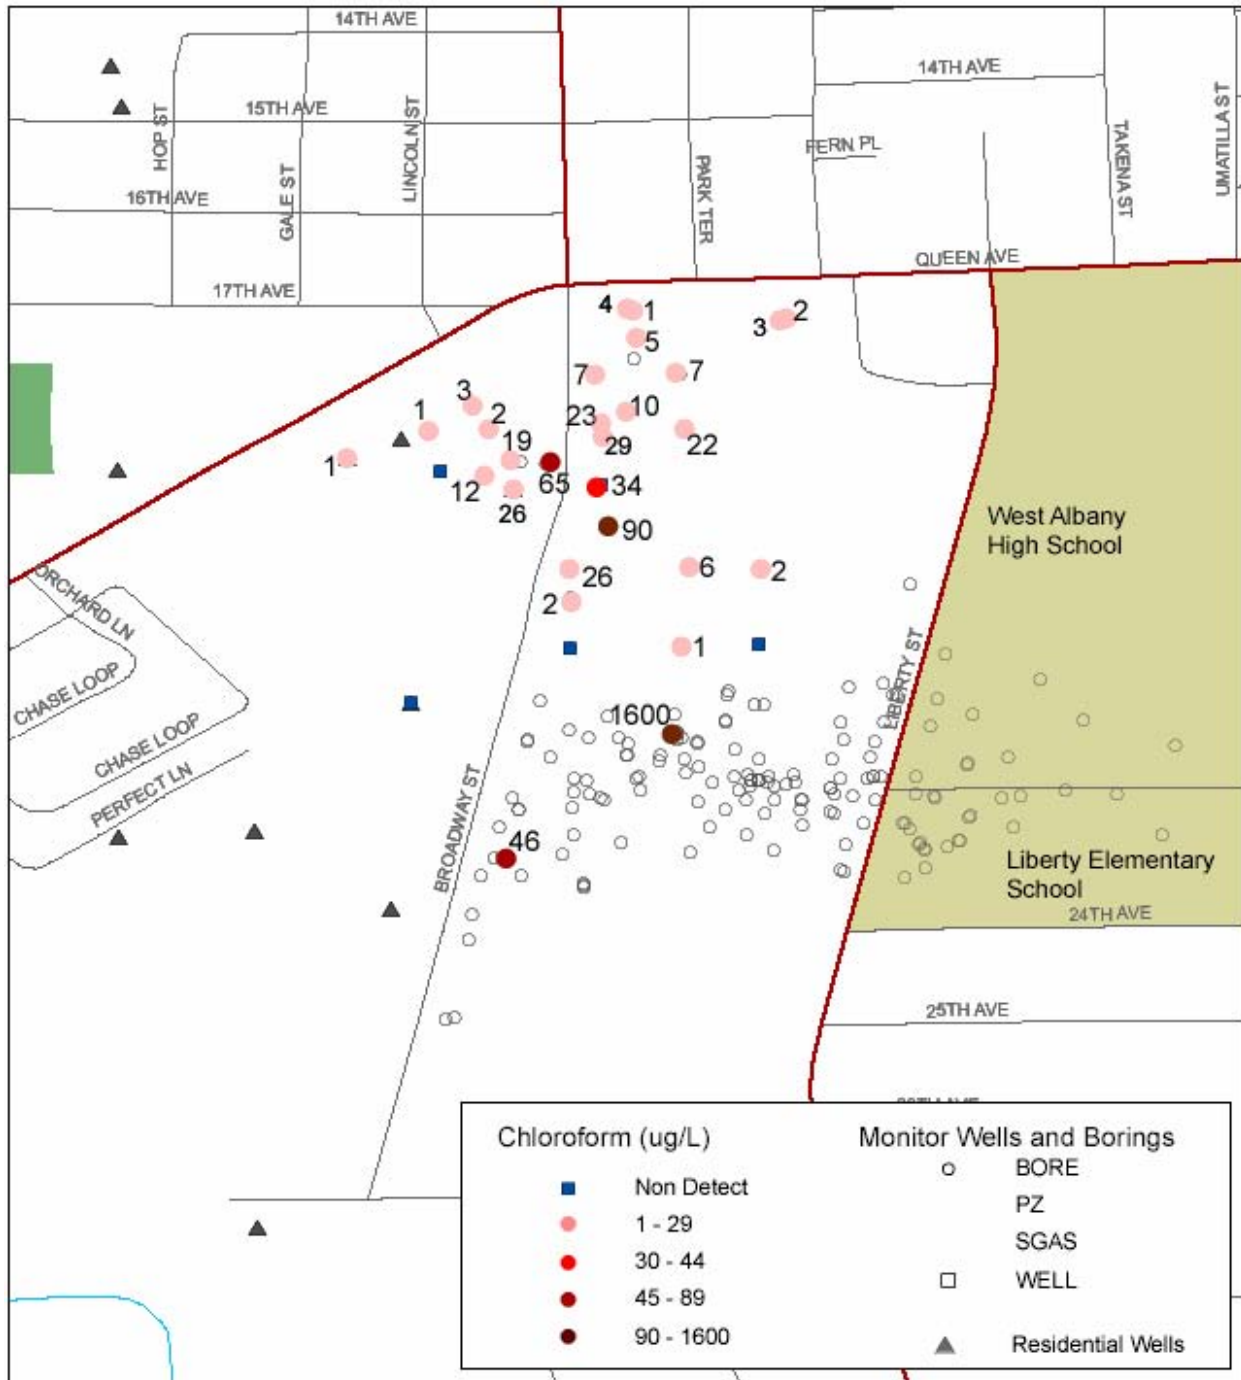 14TH AVE
14TH AVE
15TH AVE
HOP ST
LINCOLN ST
FERN PL
TAKENA ST
UMATILLA ST
16TH AVE
GALE ST
PARK TER
QUEEN AVE
17TH AVE
4
1
3
2
5
7
7
3
10
1
2
23
22
19
29
1
12
65
34
26
90
West Albany
High School
26
6
2
ORCHARD LN
2
1
LIBERTY ST
CHASE LOOP
1600
CHASE LOOP
PERFECT LN
BROADWAY ST
46
Liberty Elementary
School
24TH AVE
25TH AVE
Chloroform (ug/L)
Non Detect
1 - 29
30 - 44
45 - 89
90 - 1600
Monitor Wells and Borings
BORE
PZ
SGAS
WELL
Residential Wells